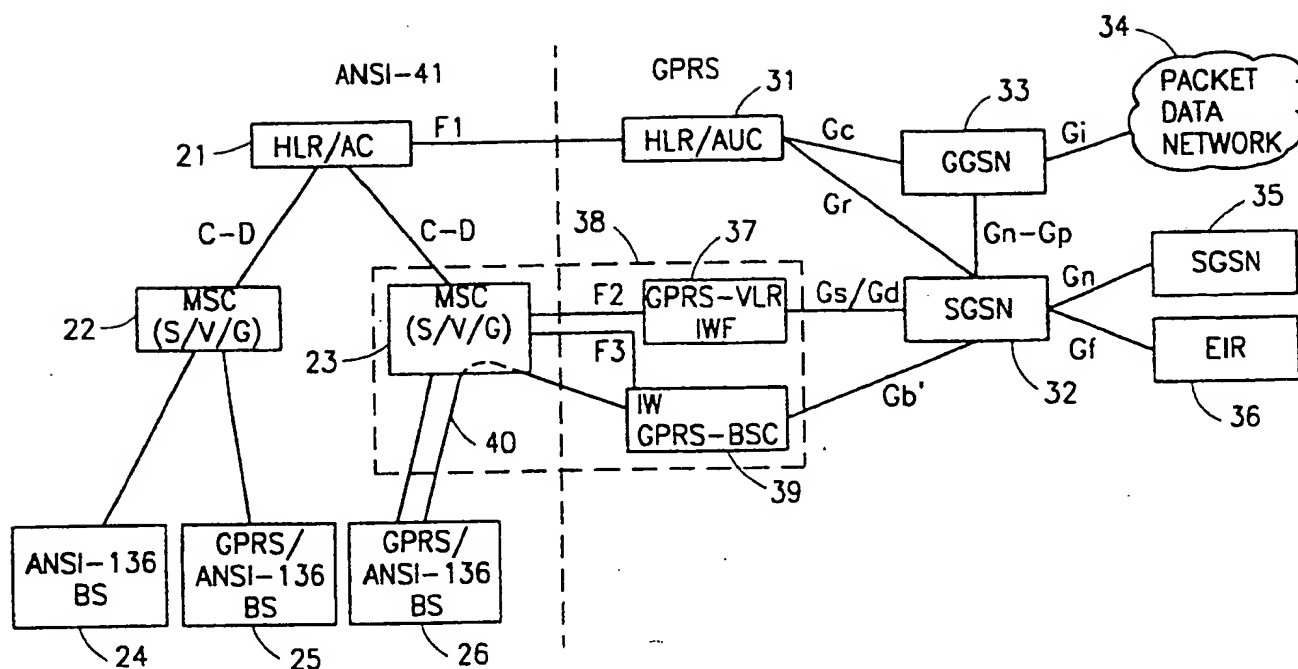 34
ANSI-41
GPRS
31
33
PACKET
DATA
NETWORK
21
HLR/AC
F1
HLR/AUC
Gc
GGSN
Gi
Gr
35
C-D
C-D
38
37
Gn-Gp
Gn
SGSN
22
MSC
(S/V/G)
23
MSC
(S/V/G)
F2
GPRS-VLR
IWF
Gs/Gd
SGSN
F3
Gf
EIR
IW
GPRS-BSC
Gb'
32
36
40
39
ANSI-136
BS
GPRS/
ANSI-136
BS
GPRS/
ANSI-136
BS
24
25
26